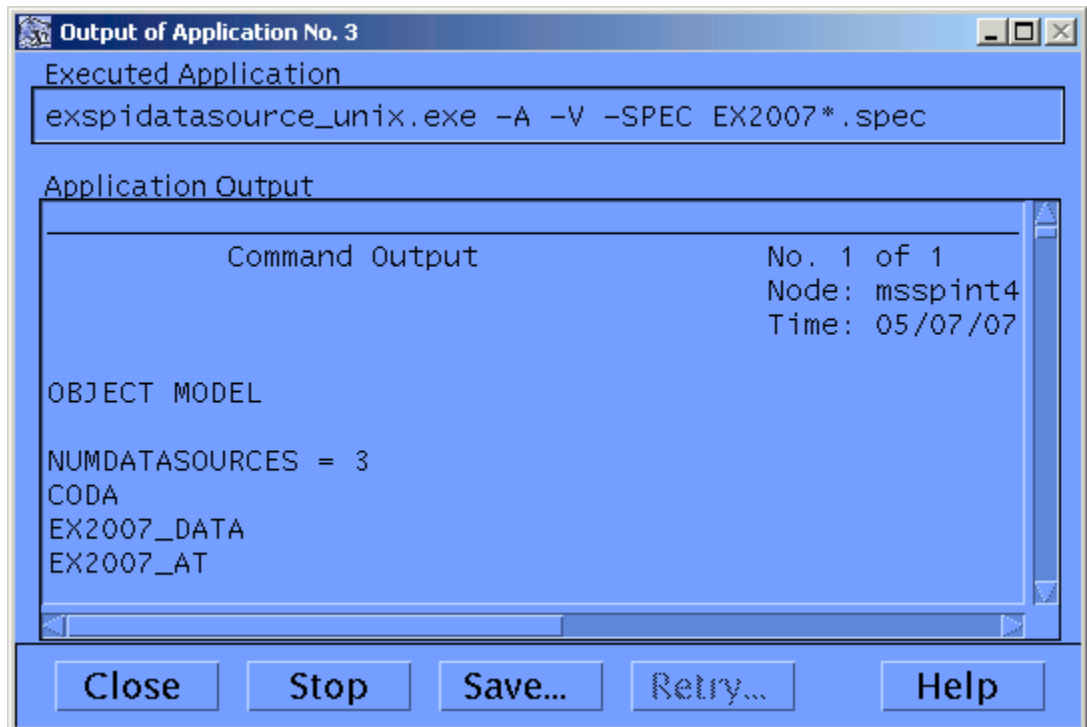 Output of Application No. 3
Executed Application
exspidatasource_unix.exe -A -V -SPEC EX2007*.spec
Application Output
Command Output No. 1 of 1
Node: msspint4
Time: 05/07/07
OBJECT MODEL
NUMDATASOURCES = 3
CODA
EX2007_DATA
EX2007_AT
Close Stop Save... Retry... Help